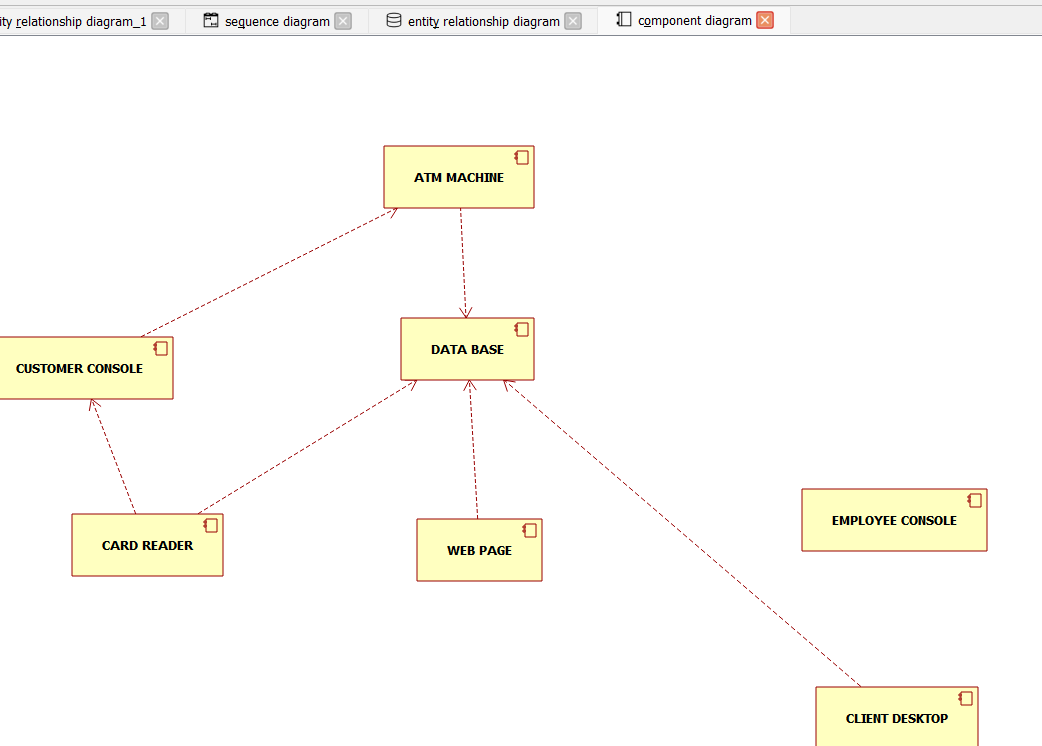 ity relationship diagram_1
sequence diagram
entity relationship diagram
component diagram
ATM MACHINE
DATA BASE
CUSTOMER CONSOLE
EMPLOYEE CONSOLE
CARD READER
WEB PAGE
CLIENT DESKTOP